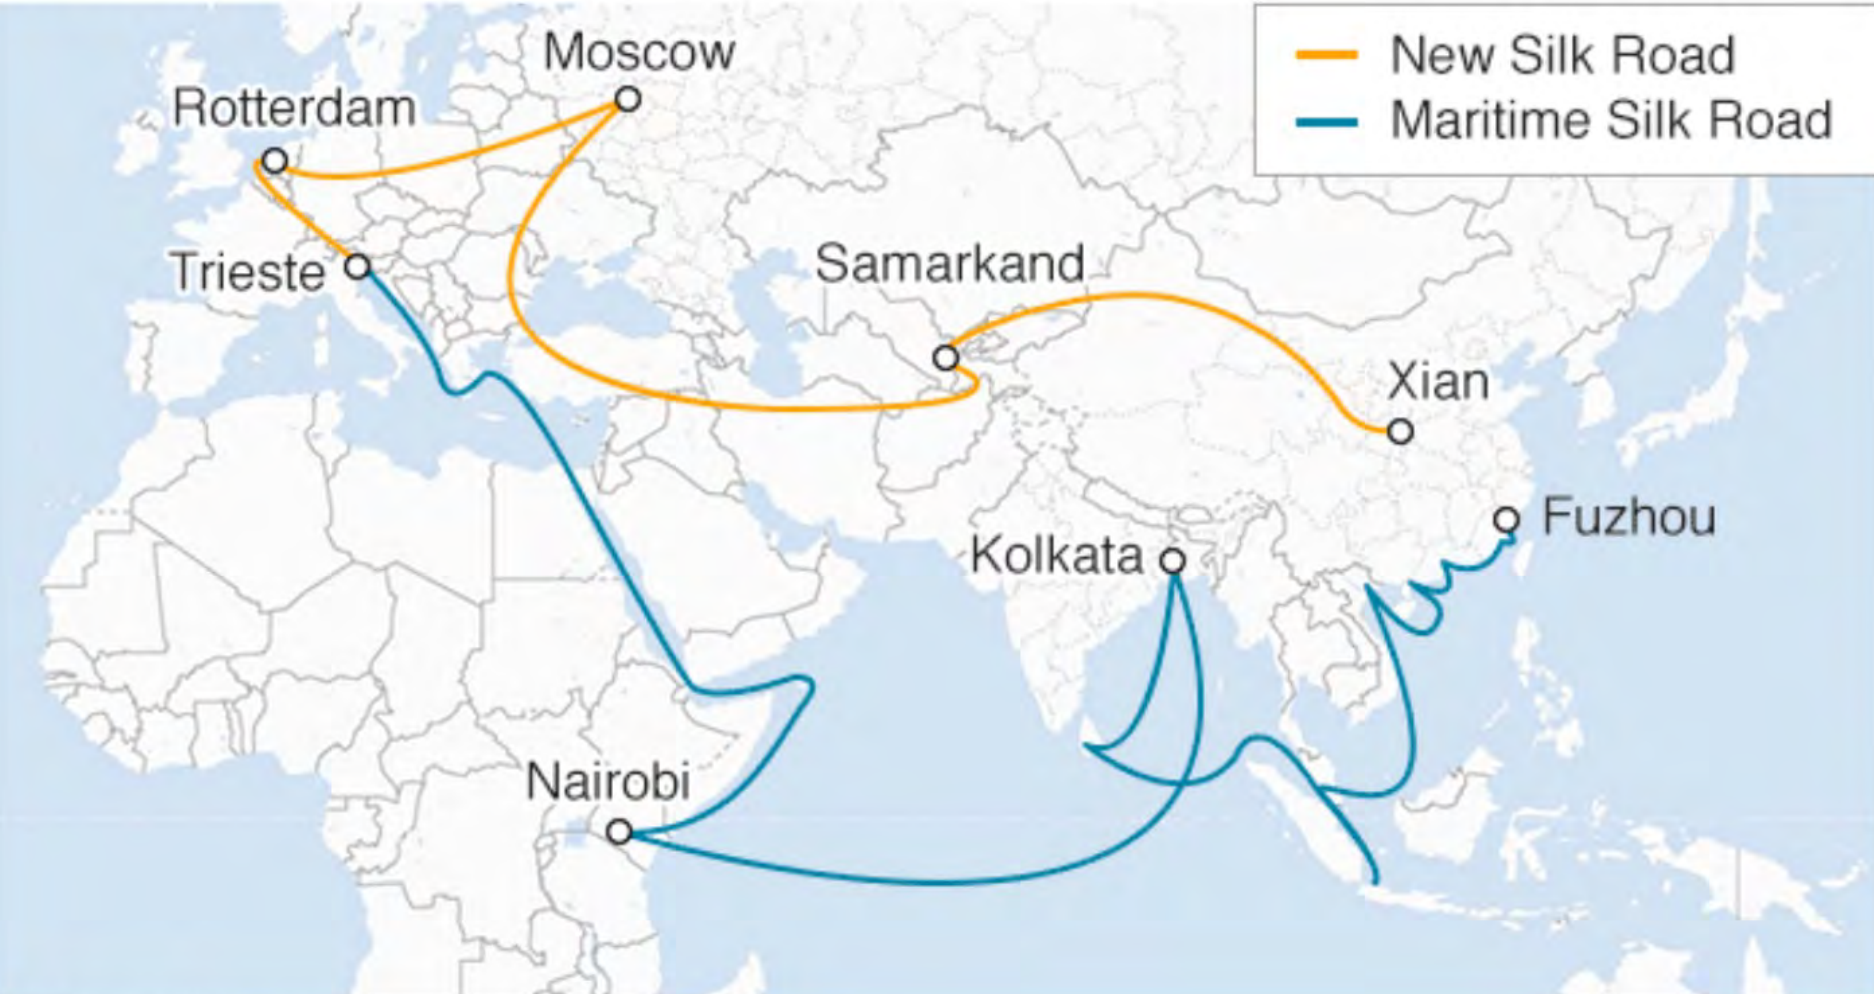 Moscow
New Silk Road
Maritime Silk Road
Rotterdam
Samarkand
Trieste
Xian
Fuzhou
Kolkata
Nairobi